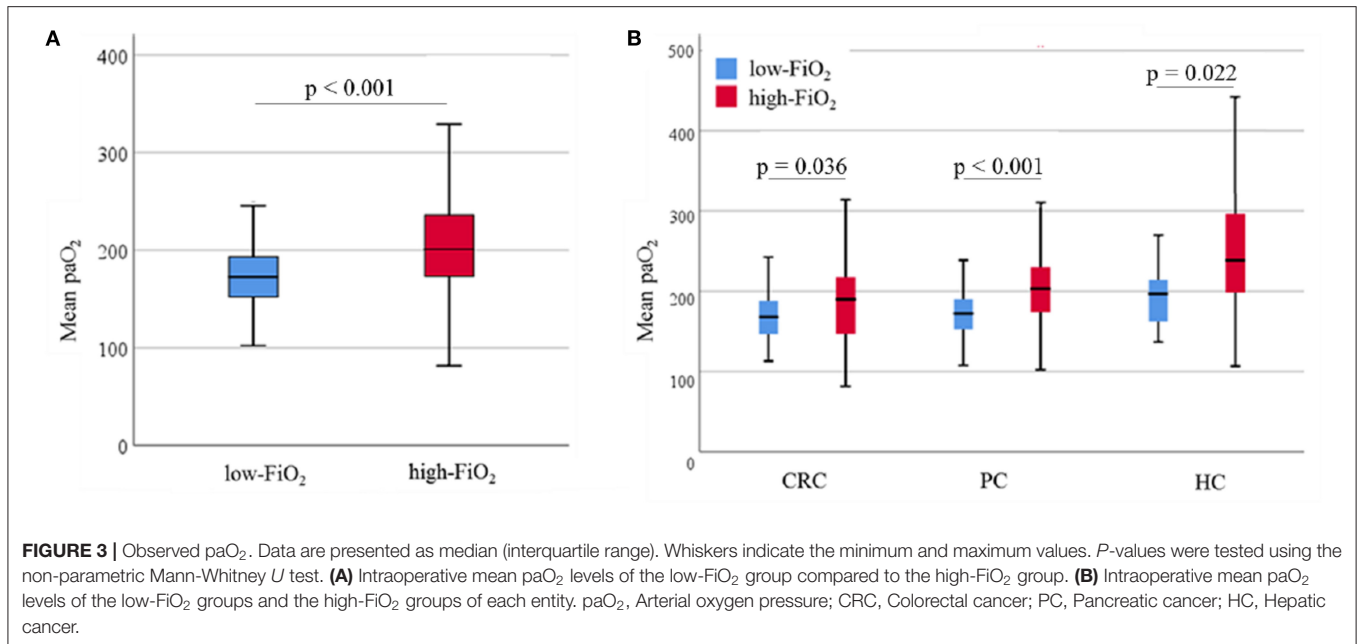 A
400
300
200
100
0
Mean paO₂
p < 0.001
low-FiO₂
high-FiO₂
B
500
400
300
200
100
0
Mean paO₂
low-FiO₂
high-FiO₂
p = 0.036
p < 0.001
p = 0.022
CRC
PC
HC
FIGURE 3 | Observed paO₂. Data are presented as median (interquartile range). Whiskers indicate the minimum and maximum values. P-values were tested using the
non-parametric Mann-Whitney U test. (A) Intraoperative mean paO₂ levels of the low-FiO₂ group compared to the high-FiO₂ group. (B) Intraoperative mean paO₂
levels of the low-FiO₂ groups and the high-FiO₂ groups of each entity. paO₂, Arterial oxygen pressure; CRC, Colorectal cancer; PC, Pancreatic cancer; HC, Hepatic
cancer.